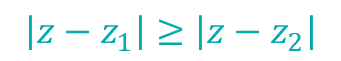 |z − z₁| ≥ |z − z₂|